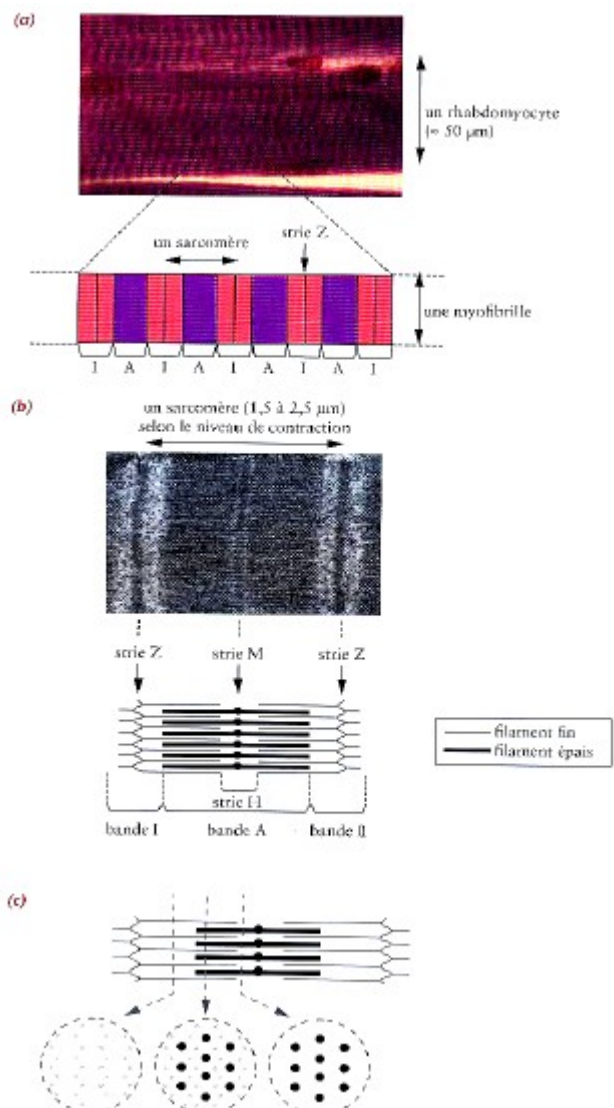 (a)
un rhabdomyocyte
(≈ 50 µm)
un sarcomère
strie Z
une myofibrille
I A I A I A I A I
(b)
un sarcomère (1,5 à 2,5 µm)
selon le niveau de contraction
strie Z strie M strie Z
filament fin
filament épais
strie H
bande I bande A bande I
(c)